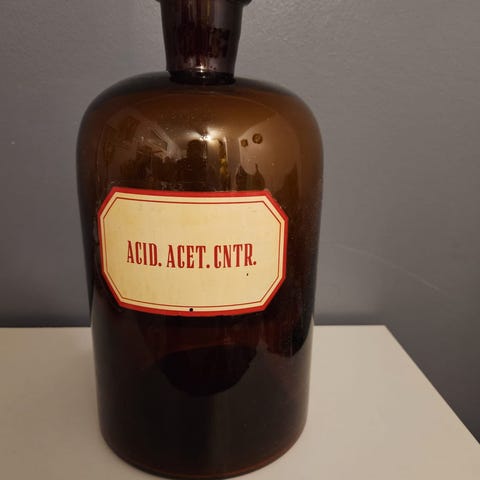 ACID. ACET. CNTR.